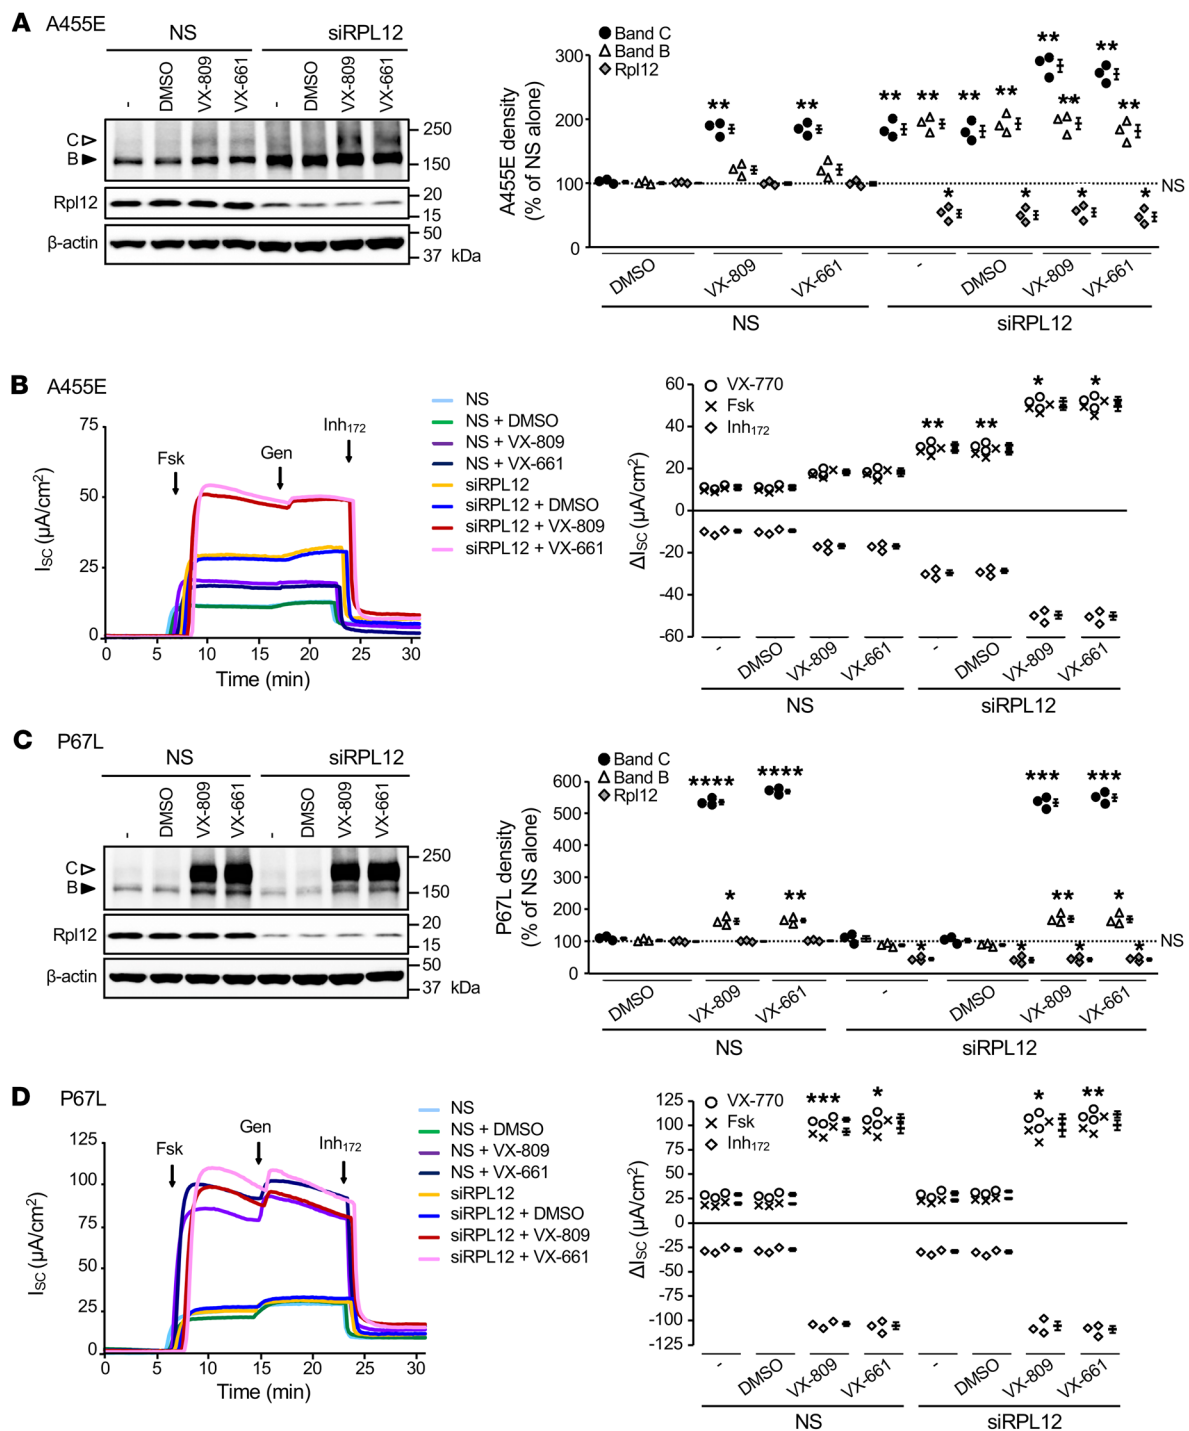 A A455E
NS siRPL12
- DMSO VX-809 VX-661 - DMSO VX-809 VX-661
C
B
250
150
Rpl12
20
15
β-actin
50
37 kDa
Band C
Band B
Rpl12
A455E density
(% of NS alone)
300
200
100
0
** ** ** ** ** ** ** ** ** **
* * * *
NS
DMSO VX-809 VX-661 - DMSO VX-809 VX-661
NS siRPL12
B A455E
ISC (µA/cm2)
75
50
25
0
0 5 10 15 20 25 30
Time (min)
Fsk
Gen
Inh172
NS
NS + DMSO
NS + VX-809
NS + VX-661
siRPL12
siRPL12 + DMSO
siRPL12 + VX-809
siRPL12 + VX-661
VX-770
Fsk
Inh172
ΔISC (µA/cm2)
60
40
20
0
-20
-40
-60
** ** * *
- DMSO VX-809 VX-661 - DMSO VX-809 VX-661
NS siRPL12
C P67L
NS siRPL12
- DMSO VX-809 VX-661 - DMSO VX-809 VX-661
C
B
250
150
Rpl12
20
15
β-actin
50
37 kDa
Band C
Band B
Rpl12
P67L density
(% of NS alone)
600
500
400
300
200
100
0
**** **** *** ***
* ** ** *
* * * *
NS
DMSO VX-809 VX-661 - DMSO VX-809 VX-661
NS siRPL12
D P67L
ISC (µA/cm2)
125
100
75
50
25
0
0 5 10 15 20 25 30
Time (min)
Fsk
Gen
Inh172
NS
NS + DMSO
NS + VX-809
NS + VX-661
siRPL12
siRPL12 + DMSO
siRPL12 + VX-809
siRPL12 + VX-661
VX-770
Fsk
Inh172
ΔISC (µA/cm2)
125
100
75
50
25
0
-25
-50
-75
-100
-125
*** * * **
- DMSO VX-809 VX-661 - DMSO VX-809 VX-661
NS siRPL12